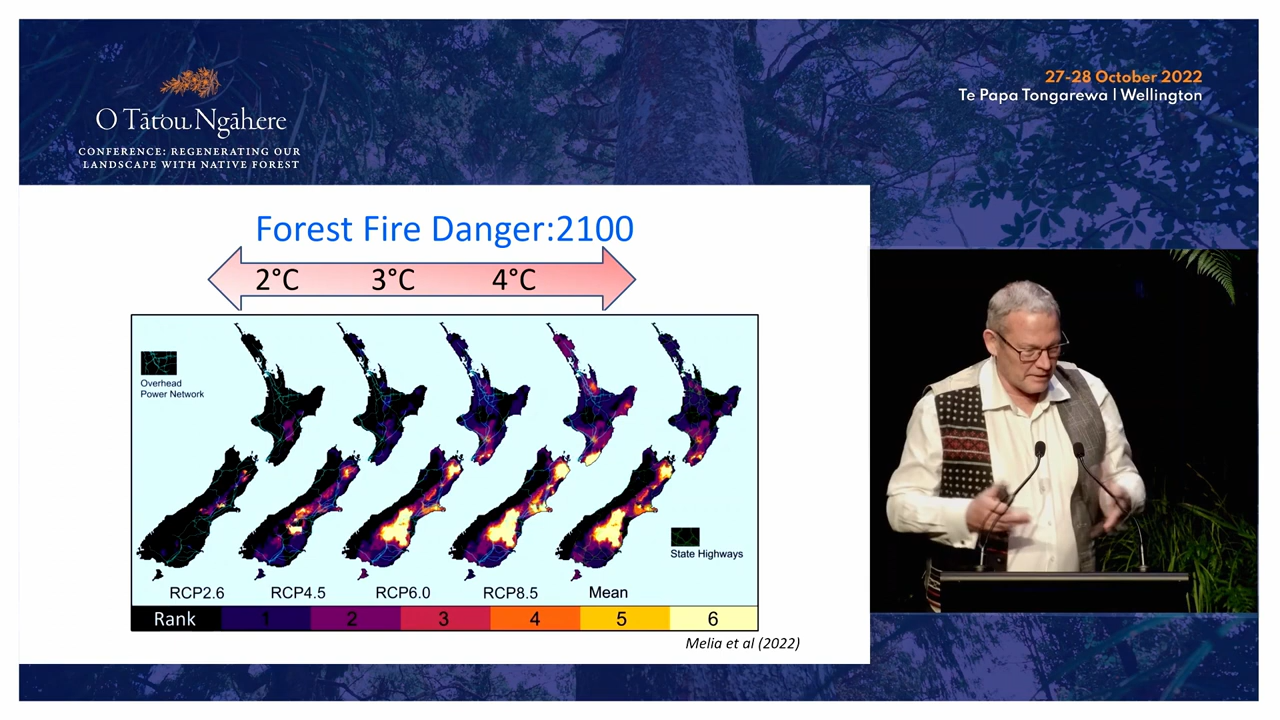 O Tātou Ngāhere
CONFERENCE: REGENERATING OUR
LANDSCAPE WITH NATIVE FOREST
27-28 October 2022
Te Papa Tongarewa | Wellington
Forest Fire Danger:2100
2°C 3°C 4°C
Overhead
Power Network
State Highways
RCP2.6 RCP4.5 RCP6.0 RCP8.5 Mean
Rank 1 2 3 4 5 6
Melia et al (2022)